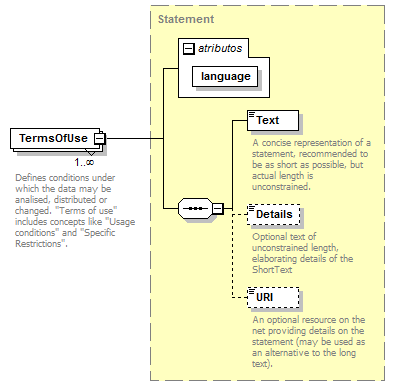 Statement
atributos
language
TermsOfUse
1..∞
Defines conditions under
which the data may be
analised, distributed or
changed. "Terms of use"
includes concepts like "Usage
conditions" and "Specific
Restrictions".
Text
A concise representation of a
statement, recommended to
be as short as possible, but
actual length is
unconstrained.
Details
Optional text of
unconstrained length,
elaborating details of the
ShortText
URI
An optional resource on the
net providing details on the
statement (may be used as
an alternative to the long
text).